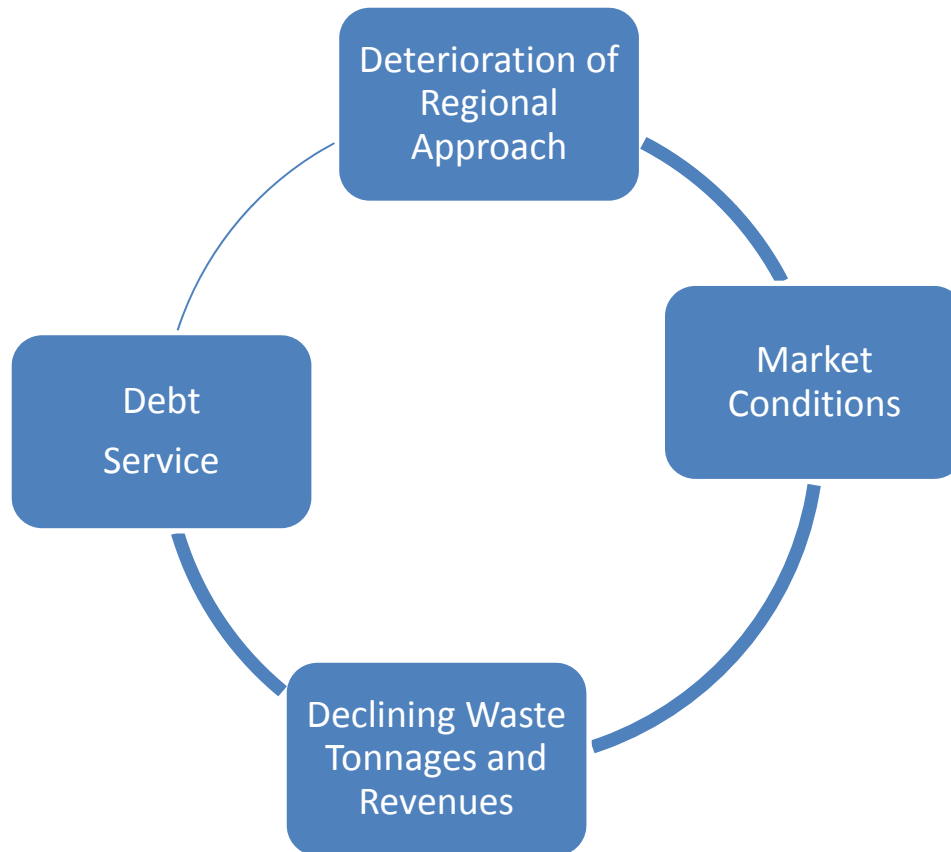 Deterioration of
Regional
Approach
Market
Conditions
Debt
Service
Declining Waste
Tonnages and
Revenues